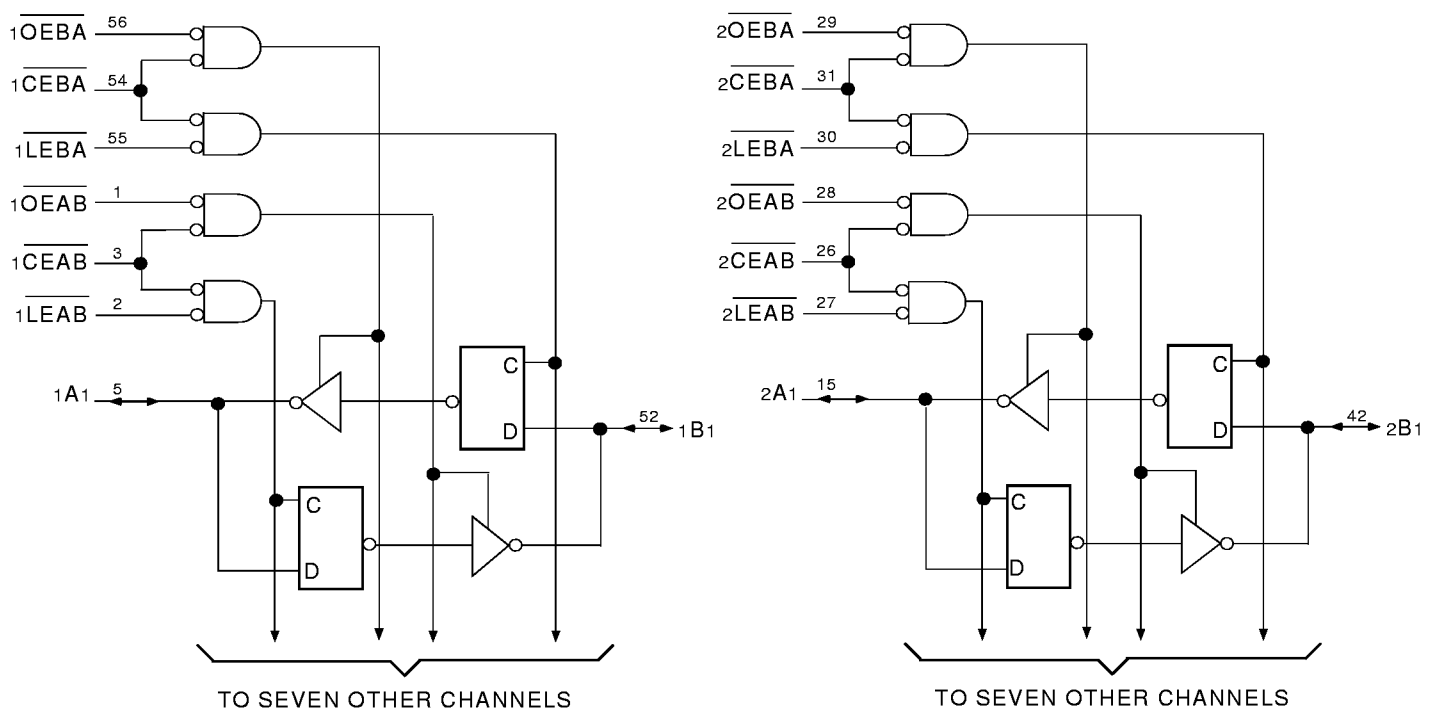 1OEBA 56
1CEBA 54
1LEBA 55
1OEAB 1
1CEAB 3
1LEAB 2
1A1 5
C
D
52 1B1
C
D
TO SEVEN OTHER CHANNELS
2OEBA 29
2CEBA 31
2LEBA 30
2OEAB 28
2CEAB 26
2LEAB 27
2A1 15
C
D
42 2B1
C
D
TO SEVEN OTHER CHANNELS